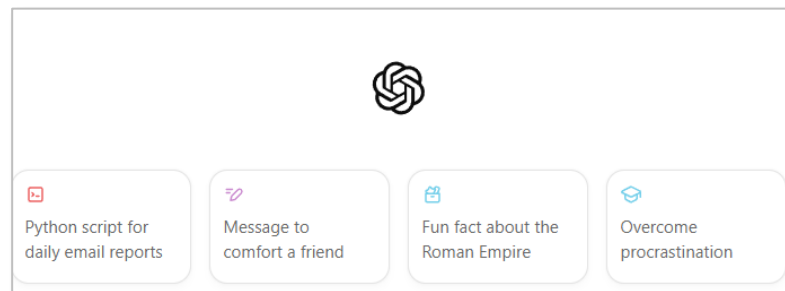 Python script for
daily email reports
Message to
comfort a friend
Fun fact about the
Roman Empire
Overcome
procrastination